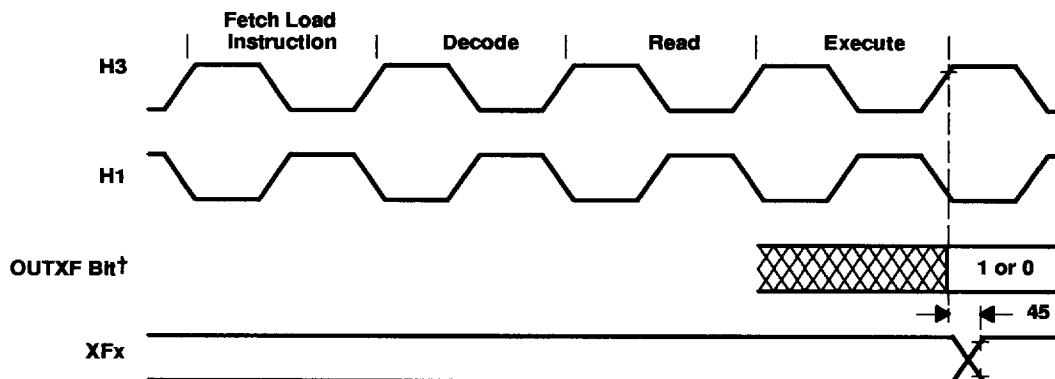 Fetch Load
Instruction
Decode
Read
Execute
H3
H1
OUTXF Bit†
1 or 0
45
XFx